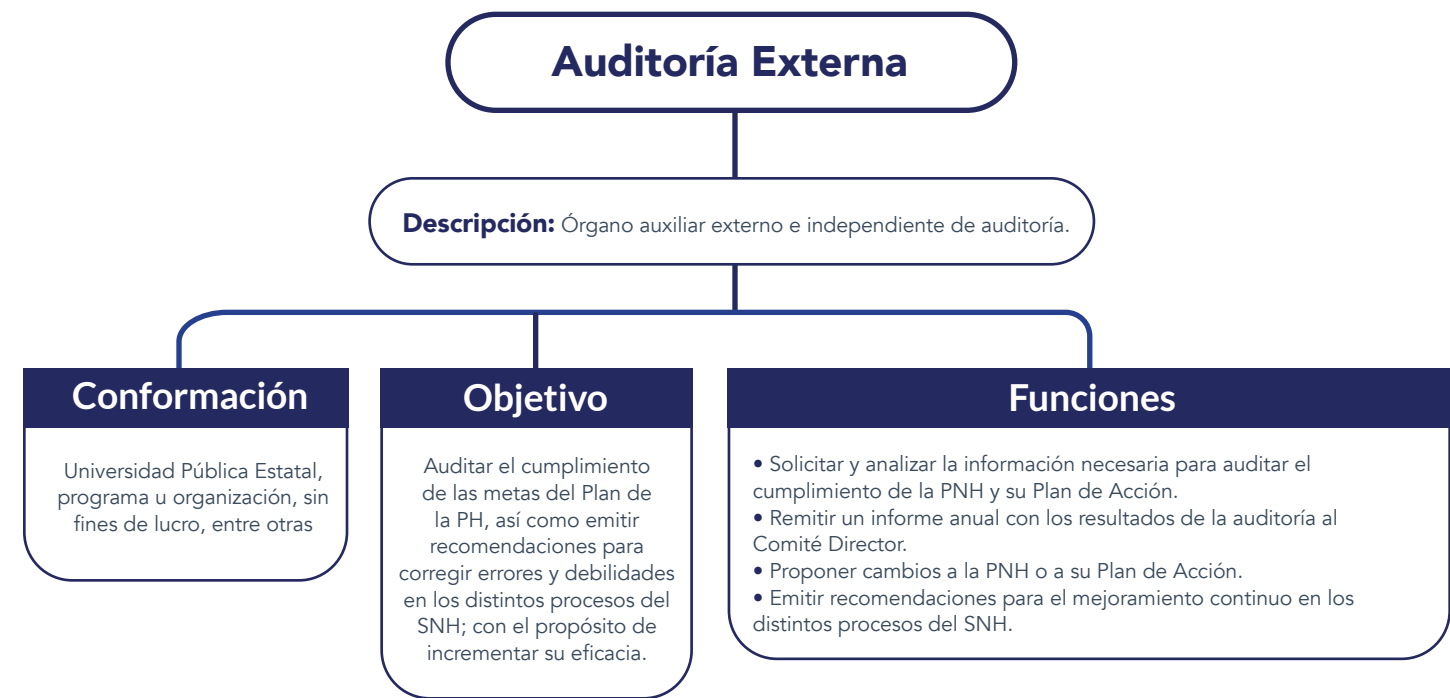 Auditoría Externa
Descripción: Órgano auxiliar externo e independiente de auditoría.
Conformación
Universidad Pública Estatal,
programa u organización, sin
fines de lucro, entre otras
Objetivo
Auditar el cumplimiento
de las metas del Plan de
la PH, así como emitir
recomendaciones para
corregir errores y debilidades
en los distintos procesos del
SNH; con el propósito de
incrementar su eficacia.
Funciones
• Solicitar y analizar la información necesaria para auditar el
cumplimiento de la PNH y su Plan de Acción.
• Remitir un informe anual con los resultados de la auditoría al
Comité Director.
• Proponer cambios a la PNH o a su Plan de Acción.
• Emitir recomendaciones para el mejoramiento continuo en los
distintos procesos del SNH.